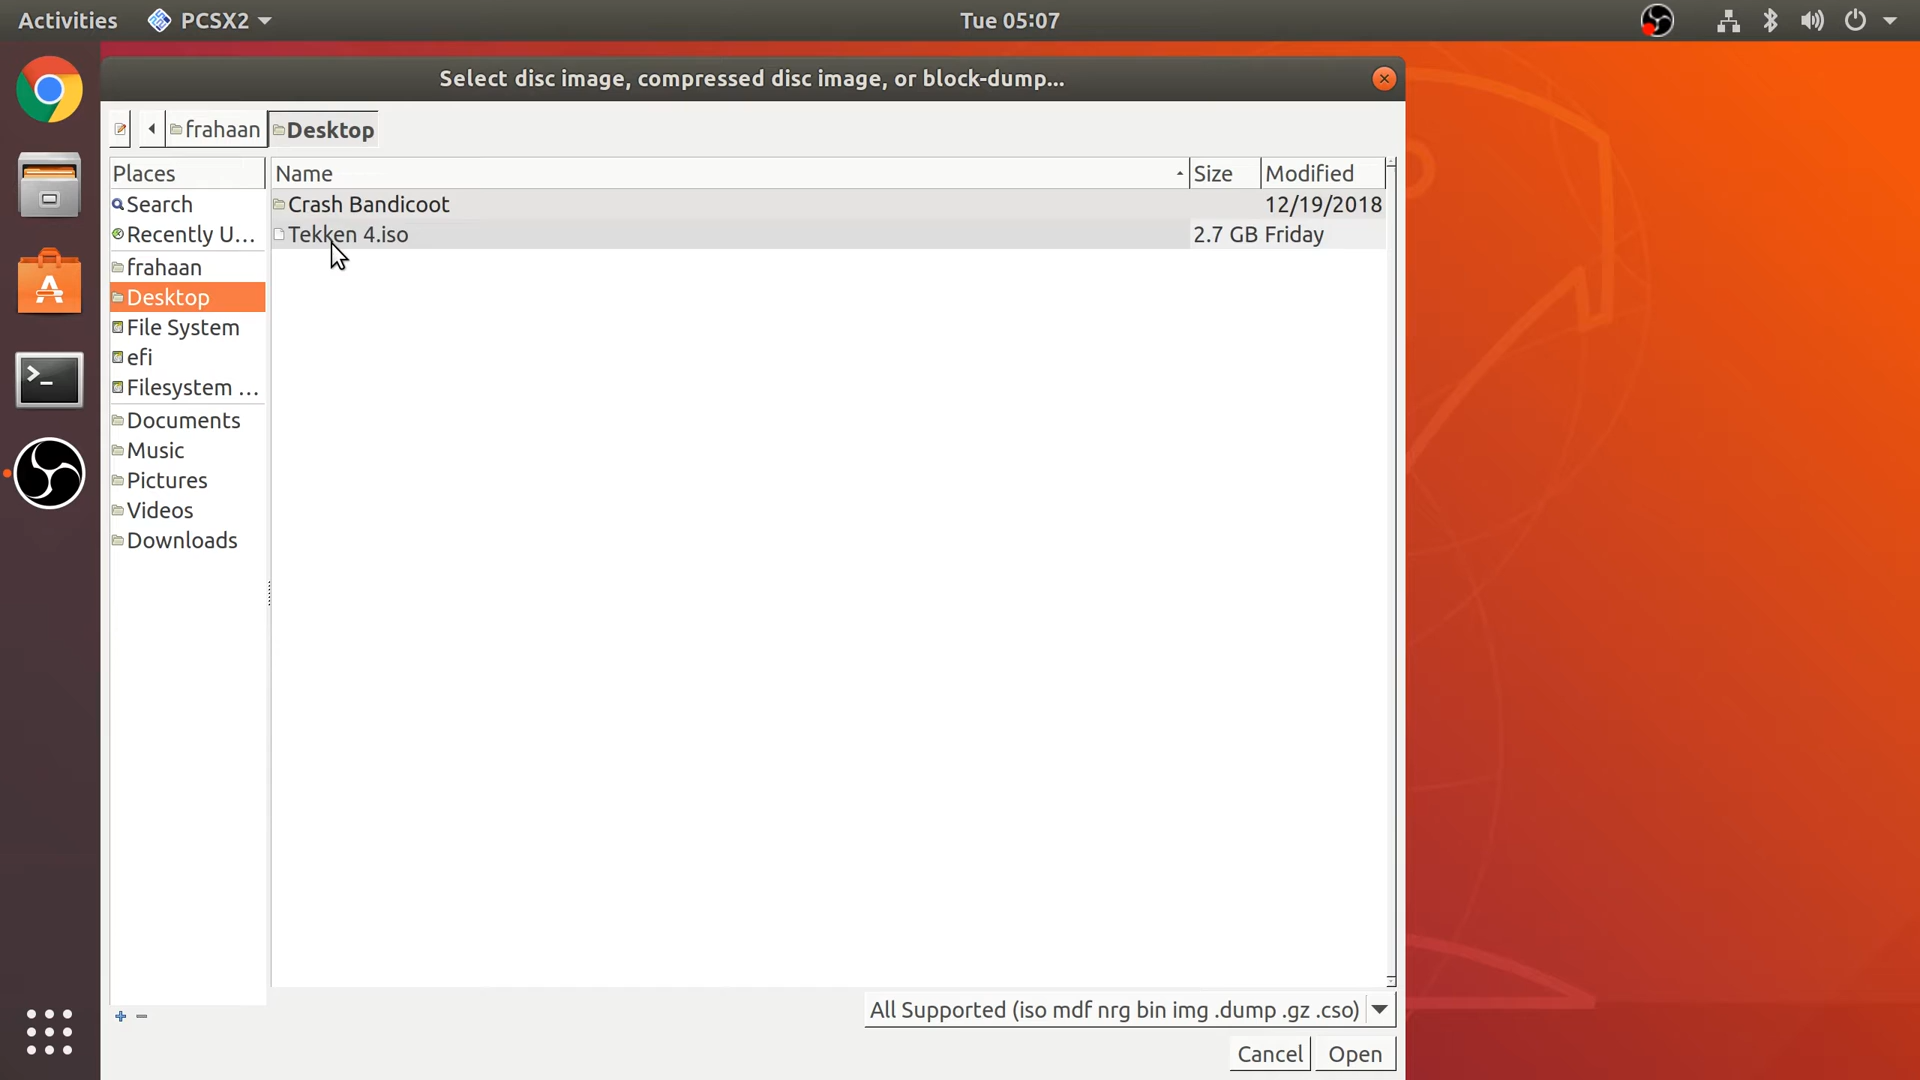 Activities PCSX2 Tue 05:07
Select disc image, compressed disc image, or block-dump...
frahaan Desktop
Places Name Size Modified
Search Crash Bandicoot 12/19/2018
Recently U... Tekken 4.iso 2.7 GB Friday
frahaan
Desktop
File System
efi
Filesystem ...
Documents
Music
Pictures
Videos
Downloads
All Supported (iso mdf nrg bin img .dump .gz .cso)
Cancel Open